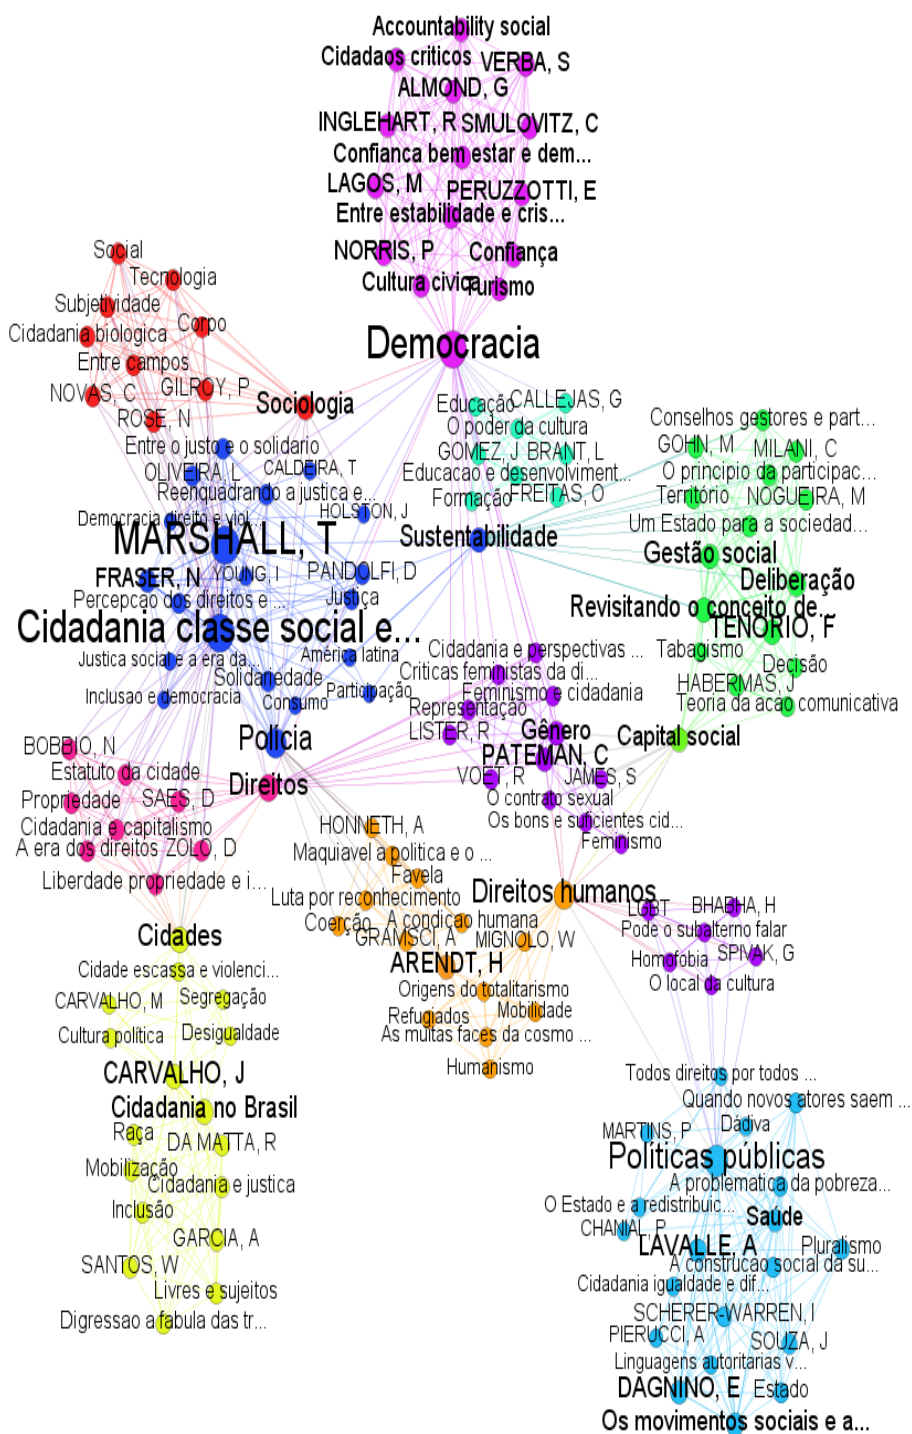 Accountability social
Cidadaos criticos
VERBA, S
ALMOND, G
INGLEHART, R
SMULOVITZ, C
Confianca bem estar e dem...
LAGOS, M
PERUZZOTTI, E
Entre estabilidade e cris...
NORRIS, P
Confiança
Cultura civica
Turismo
Democracia
Social
Tecnologia
Subjetividade
Cidadania biologica
Corpo
Entre campos
NOVAS, C
GILROY, P
ROSE, N
Sociologia
Educação
CALLEJAS, G
O poder da cultura
GOMEZ, J
BRANT, L
Educacao e desenvolviment...
Formação
FREITAS, O
Sustentabilidade
Conselhos gestores e part...
GOHN, M
MILANI, C
O principio da participac...
Território
NOGUEIRA, M
Um Estado para a sociedad...
Gestão social
Deliberação
Revisitando o conceito de...
TENÓRIO, F
Tabagismo
Decisão
HABERMAS, J
Teoria da acao comunicativa
Capital social
Entre o justo e o solidario
OLIVEIRA, L
CALDEIRA, T
Reenquadrando a justica e...
HOLSTON, J
Democracia direito e viol...
MARSHALL, T
FRASER, N
YOUNG, I
PANDOLFI, D
Percepcao dos direitos e ...
Justiça
Cidadania classe social e...
Justica social e a era da...
América latina
Solidariedade
Inclusao e democracia
Consumo
Participação
Polícia
Cidadania e perspectivas ...
Criticas feministas da di...
Feminismo e cidadania
Representação
LISTER, R
Gênero
PATEMAN, C
VOET, R
JAMES, S
O contrato sexual
Os bons e suficientes cid...
Feminismo
BOBBIO, N
Estatuto da cidade
Direitos
Propriedade
SAES, D
Cidadania e capitalismo
A era dos direitos
ZOLO, D
Liberdade propriedade e i...
HONNETH, A
Maquiavel a politica e o ...
Favela
Luta por reconhecimento
Direitos humanos
Coerção
A condiçao humana
GRAMSCI, A
MIGNOLO, W
ARENDT, H
Origens do totalitarismo
Refugiados
Mobilidade
As muitas faces da cosmo ...
Humanismo
LGBT
BHABHA, H
Pode o subalterno falar
Homofobia
SPIVAK, G
O local da cultura
Cidades
Cidade escassa e violenci...
CARVALHO, M
Segregação
Cultura política
Desigualdade
CARVALHO, J
Cidadania no Brasil
Raça
DA MATTA, R
Mobilização
Cidadania e justica
Inclusão
GARCIA, A
SANTOS, W
Livres e sujeitos
Digressao a fabula das tr...
Todos direitos por todos ...
Quando novos atores saem ...
MARTINS, P
Dádiva
Políticas públicas
A problematica da pobreza...
O Estado e a redistribuic...
Saúde
CHANIAL, P
LAVALLE, A
Pluralismo
A construcao social da su...
Cidadania igualdade e dif...
SCHERER-WARREN, I
PIERUCCI, A
SOUZA, J
Linguagens autoritarias v...
DAGNINO, E
Estado
Os movimentos sociais e a...